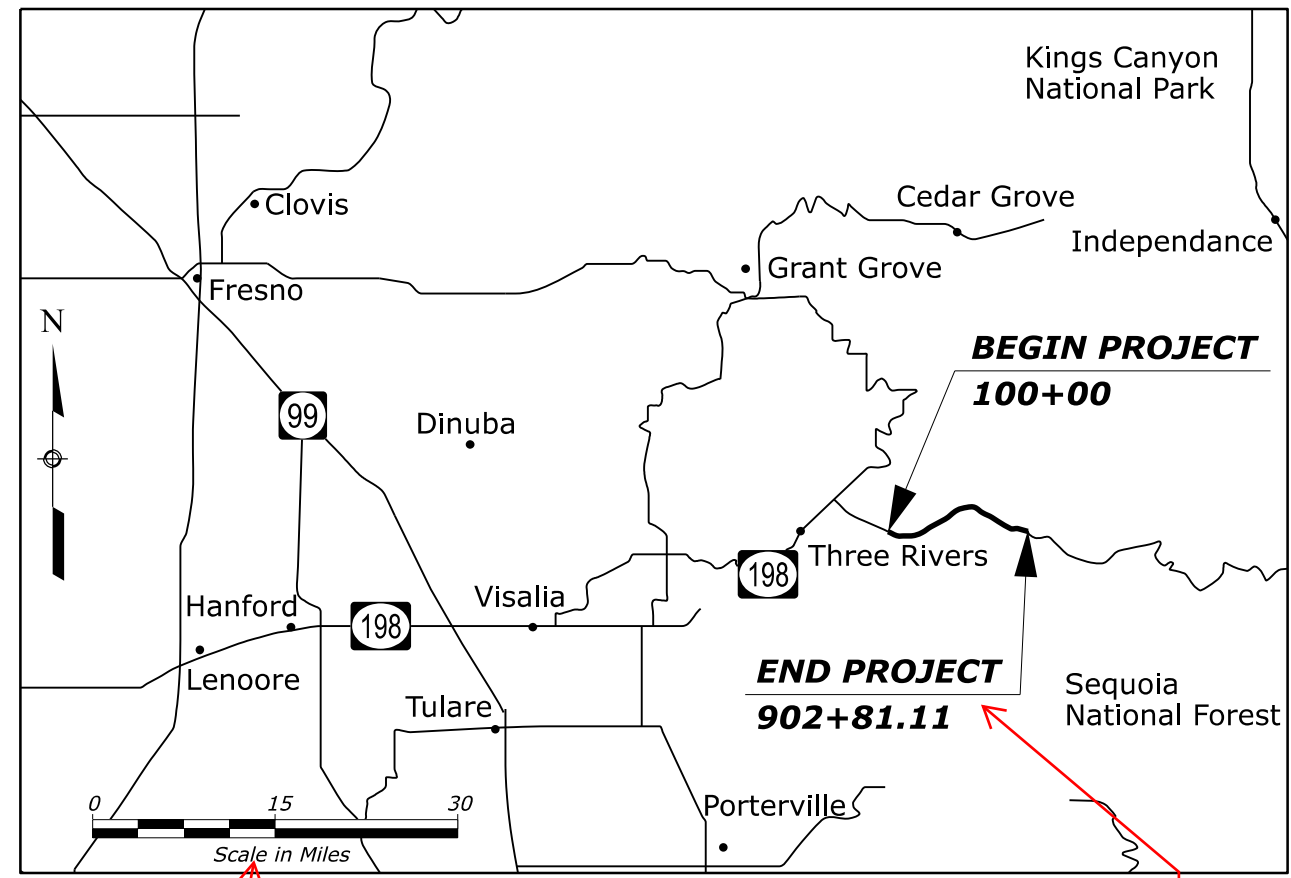 Kings Canyon
National Park
Clovis
Cedar Grove
Independance
Grant Grove
Fresno
N
BEGIN PROJECT
100+00
99
Dinuba
Three Rivers
198
Visalia
Hanford
198
Lenoore
END PROJECT
902+81.11
Sequoia
National Forest
Tulare
0 15 30
Scale in Miles
Porterville